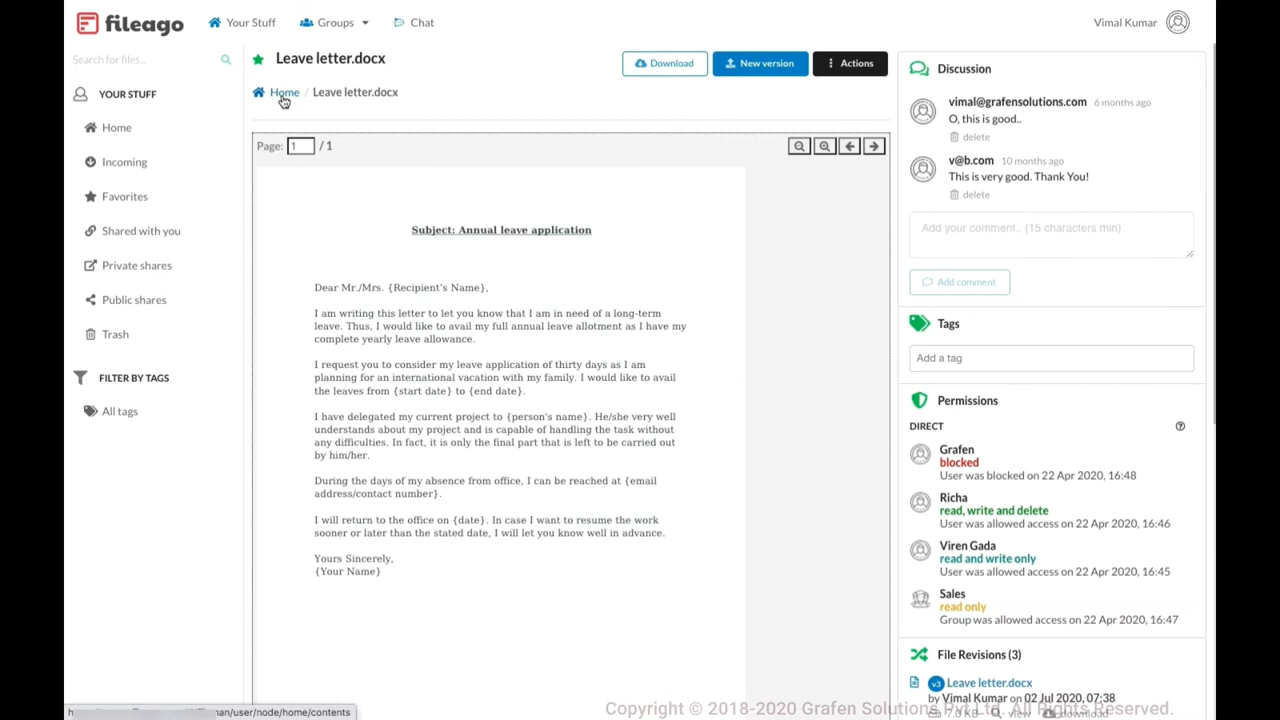 fileago
Your Stuff
Groups
Chat
Vimal Kumar
Search for files...
YOUR STUFF
Home
Incoming
Favorites
Shared with you
Private shares
Public shares
Trash
FILTER BY TAGS
All tags
Leave letter.docx
Download
New version
Actions
Home / Leave letter.docx
Page: 1 / 1
Subject: Annual leave application
Dear Mr./Mrs. {Recipient's Name},
I am writing this letter to let you know that I am in need of a long-term
leave. Thus, I would like to avail my full annual leave allotment as I have my
complete yearly leave allowance.
I request you to consider my leave application of thirty days as I am
planning for an international vacation with my family. I would like to avail
the leaves from {start date} to {end date}.
I have delegated my current project to {person's name}. He/she very well
understands about my project and is capable of handling the task without
any difficulties. In fact, it is only the final part that is left to be carried out
by him/her.
During the days of my absence from office, I can be reached at {email
address/contact number}.
I will return to the office on {date}. In case I want to resume the work
sooner or later than the stated date, I will let you know well in advance.
Yours Sincerely,
{Your Name}
Discussion
vimal@grafensolutions.com 6 months ago
O, this is good..
delete
v@b.com 10 months ago
This is very good. Thank You!
delete
Add your comment.. (15 characters min)
Add comment
Tags
Add a tag
Permissions
DIRECT
Grafen
blocked
User was blocked on 22 Apr 2020, 16:48
Richa
read, write and delete
User was allowed access on 22 Apr 2020, 16:46
Viren Gada
read and write only
User was allowed access on 22 Apr 2020, 16:45
Sales
read only
Group was allowed access on 22 Apr 2020, 16:47
File Revisions (3)
v3 Leave letter.docx
by Vimal Kumar on 02 Jul 2020, 07:38
7.0 KB view download
man/user/node/home/contents
Copyright © 2018-2020 Grafen Solutions Pvt Ltd. All Rights Reserved.